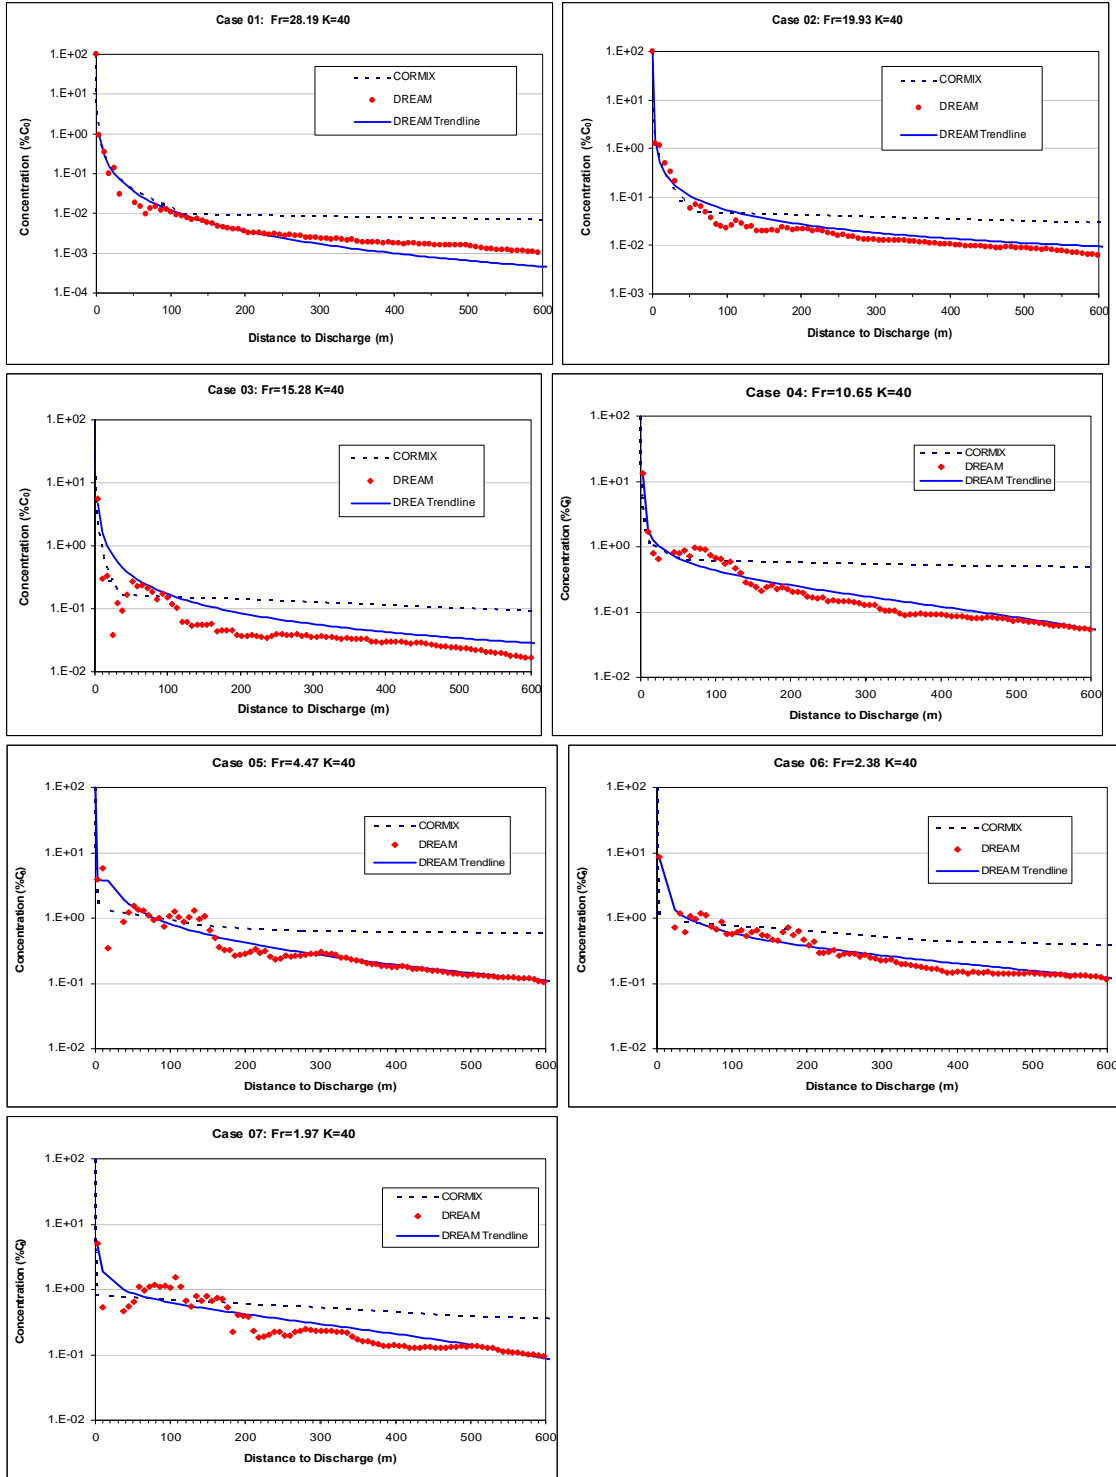 Case 01: Fr=28.19 K=40
1.E+02
1.E+01
1.E+00
1.E-01
1.E-02
1.E-03
1.E-04
Concentration (%C0)
CORMIX
DREAM
DREAM Trendline
0 100 200 300 400 500 600
Distance to Discharge (m)
Case 02: Fr=19.93 K=40
1.E+02
1.E+01
1.E+00
1.E-01
1.E-02
1.E-03
Concentration (%C0)
CORMIX
DREAM
DREAM Trendline
0 100 200 300 400 500 600
Distance to Discharge (m)
Case 03: Fr=15.28 K=40
1.E+02
1.E+01
1.E+00
1.E-01
1.E-02
Concentration (%C0)
CORMIX
DREAM
DREA Trendline
0 100 200 300 400 500 600
Distance to Discharge (m)
Case 04: Fr=10.65 K=40
1.E+02
1.E+01
1.E+00
1.E-01
1.E-02
Concentration (%C0)
CORMIX
DREAM
DREAM Trendline
0 100 200 300 400 500 600
Distance to Discharge (m)
Case 05: Fr=4.47 K=40
1.E+02
1.E+01
1.E+00
1.E-01
1.E-02
Concentration (%C0)
CORMIX
DREAM
DREAM Trendline
0 100 200 300 400 500 600
Distance to Discharge (m)
Case 06: Fr=2.38 K=40
1.E+02
1.E+01
1.E+00
1.E-01
1.E-02
Concentration (%C0)
CORMIX
DREAM
DREAM Trendline
0 100 200 300 400 500 600
Distance to Discharge (m)
Case 07: Fr=1.97 K=40
1.E+02
1.E+01
1.E+00
1.E-01
1.E-02
Concentration (%C0)
CORMIX
DREAM
DREAM Trendline
0 100 200 300 400 500 600
Distance to Discharge (m)